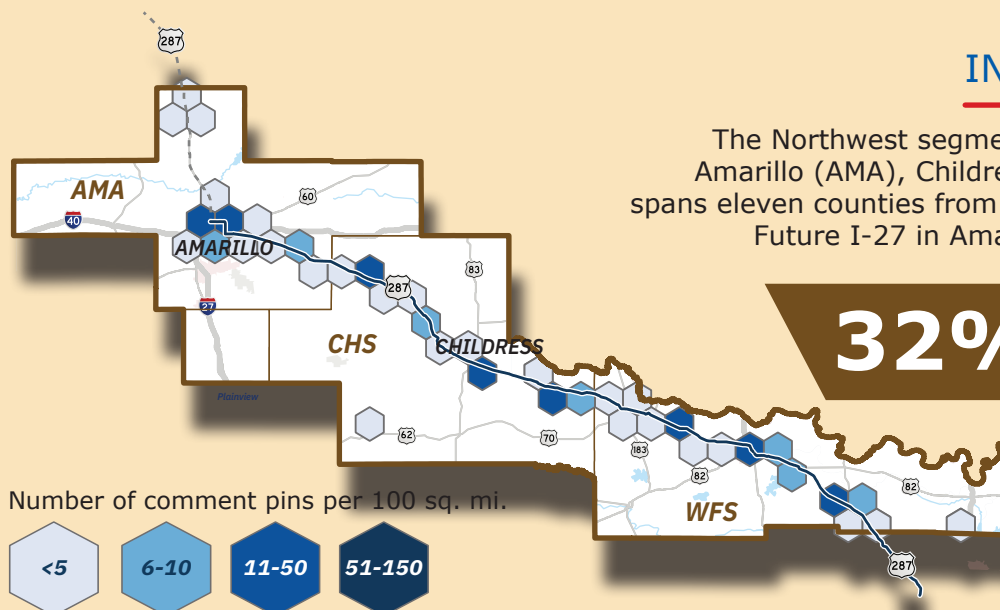 287
IN
The Northwest segme
Amarillo (AMA), Childre
spans eleven counties from
Future I-27 in Ama
AMA
60
40
AMARILLO
83
287
27
32%
CHS
CHILDRESS
Plainview
62
70
183
82
82
WFS
Number of comment pins per 100 sq. mi.
<5
6-10
11-50
51-150
287